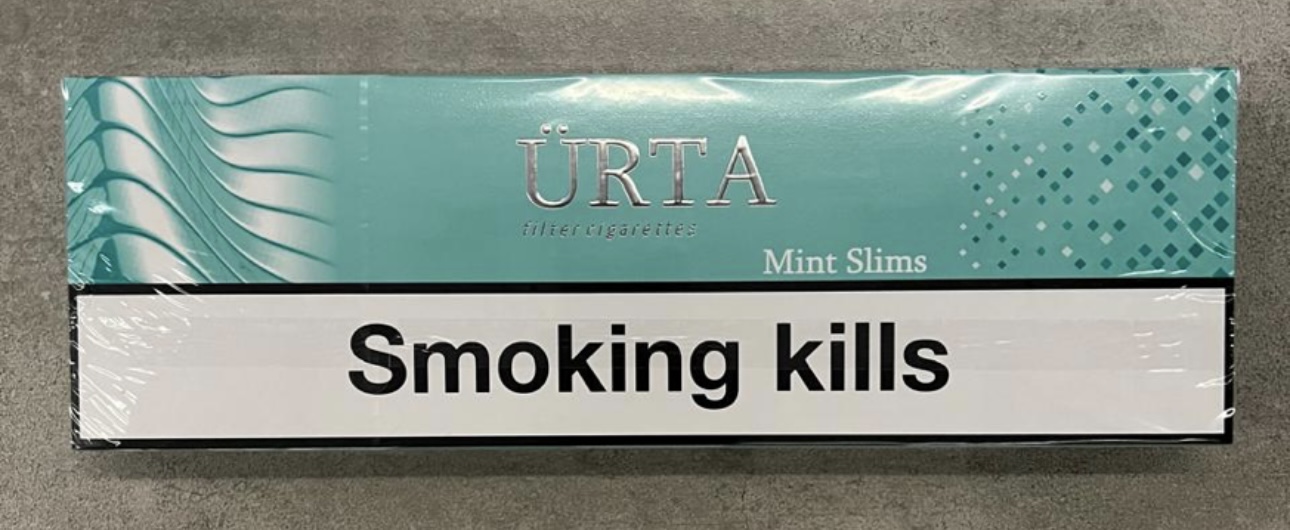 ÜRTA
filter cigarettes
Mint Slims
Smoking kills